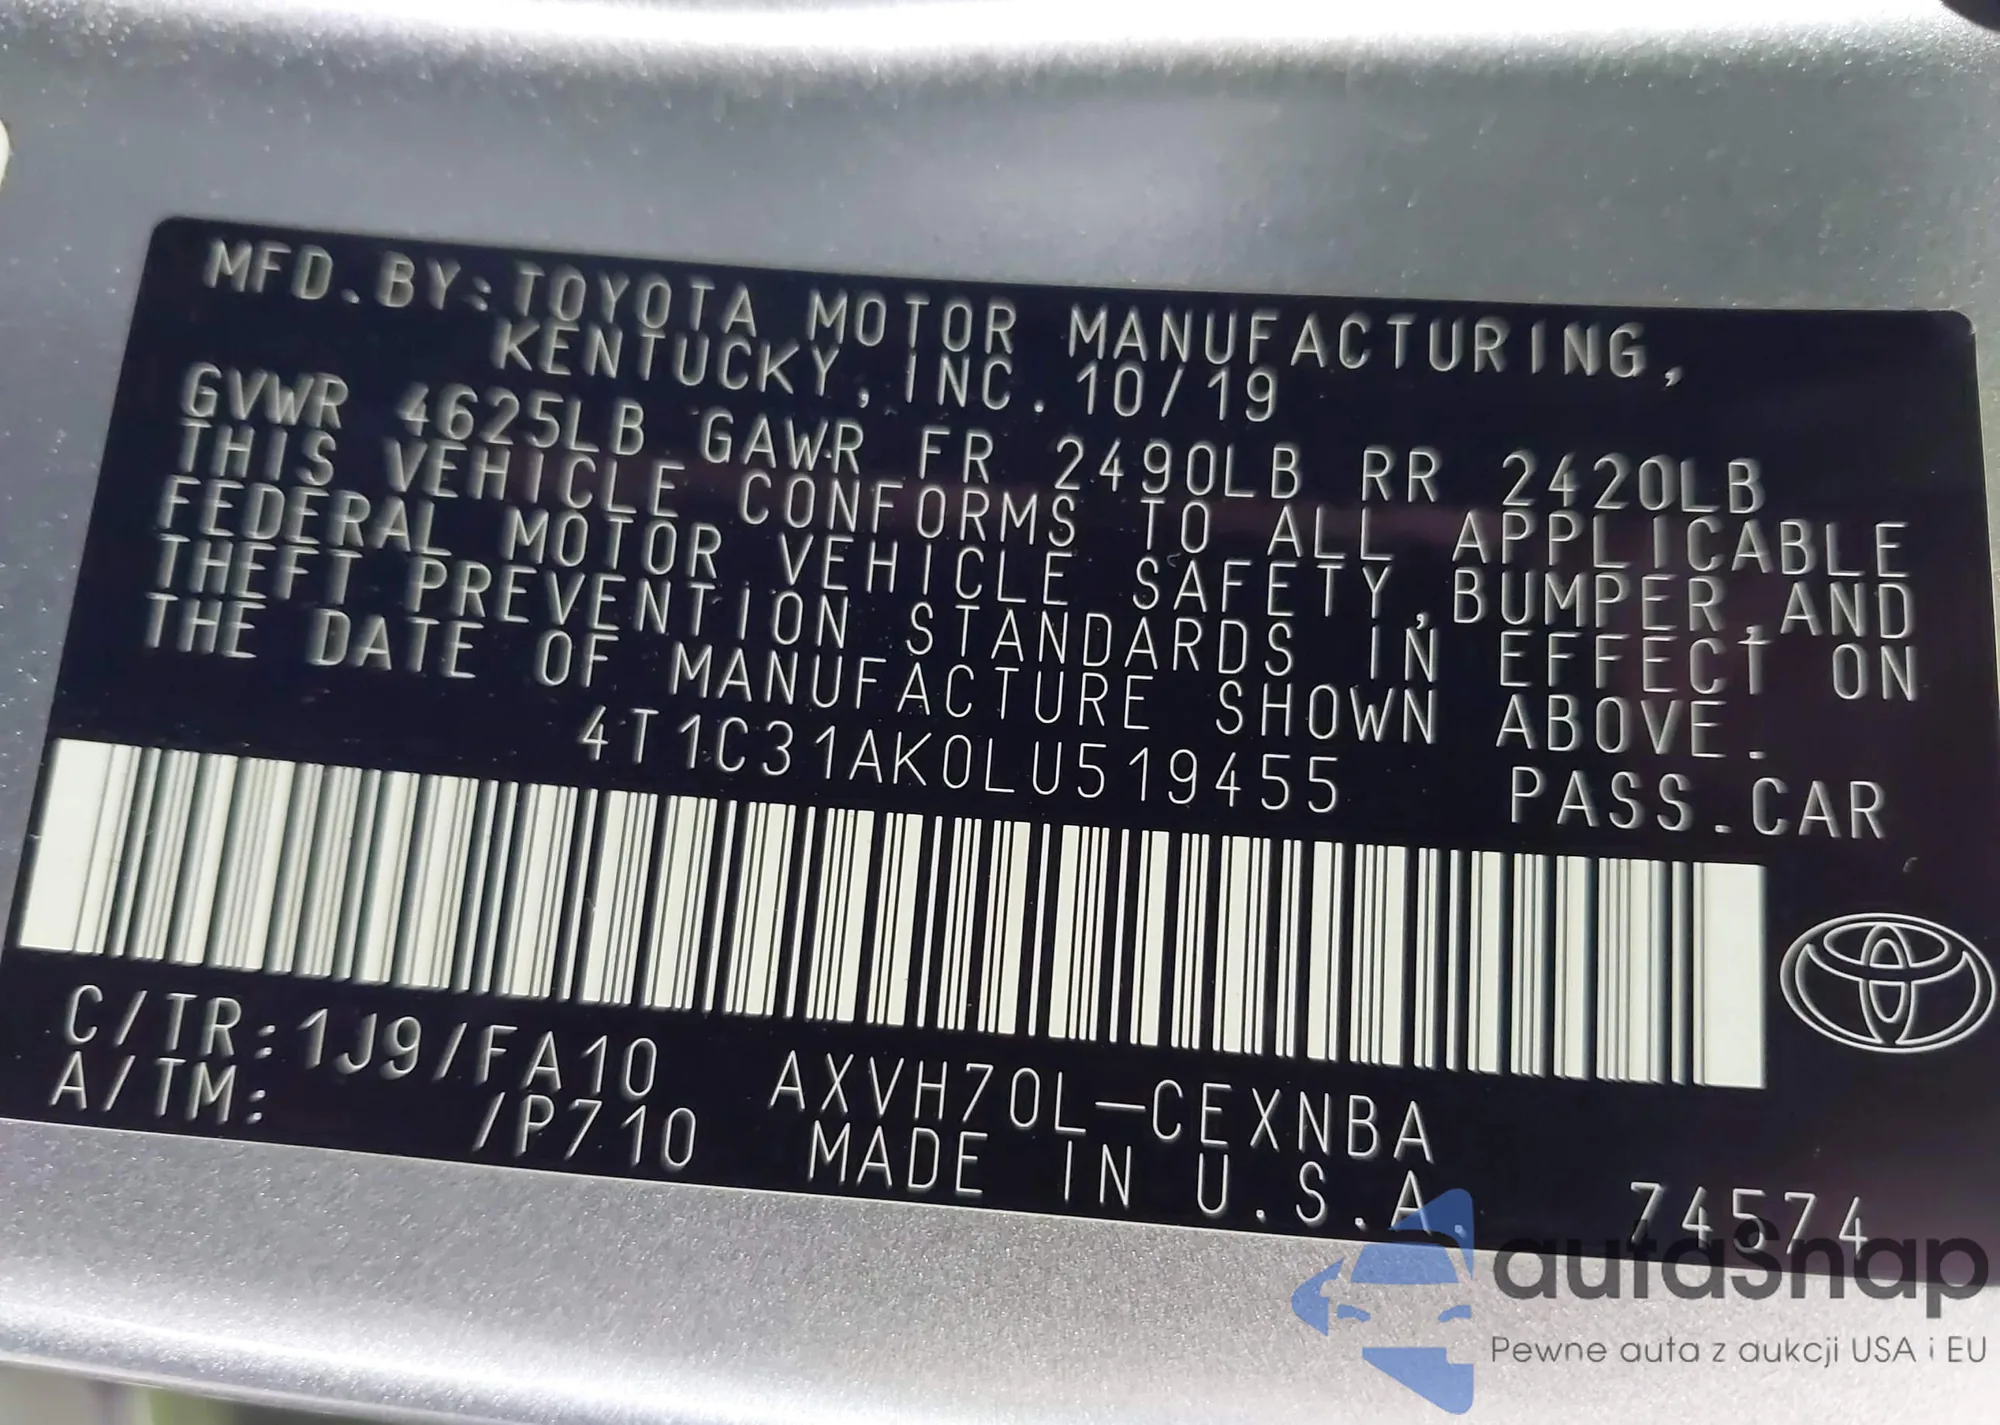 MFD.BY:TOYOTA MOTOR MANUFACTURING,
KENTUCKY, INC. 10/19
GVWR 4625LB GAWR FR 2490LB RR 2420LB
THIS VEHICLE CONFORMS TO ALL APPLICABLE
FEDERAL MOTOR VEHICLE SAFETY,BUMPER,AND
THEFT PREVENTION STANDARDS IN EFFECT ON
THE DATE OF MANUFACTURE SHOWN ABOVE.
4T1C31AK0LU519455 PASS.CAR
C/TR:1J9/FA10 AXVH70L-CEXNBA
A/TM: /P710 MADE IN U.S.A. 74574
autaSnap
Pewne auta z aukcji USA i EU